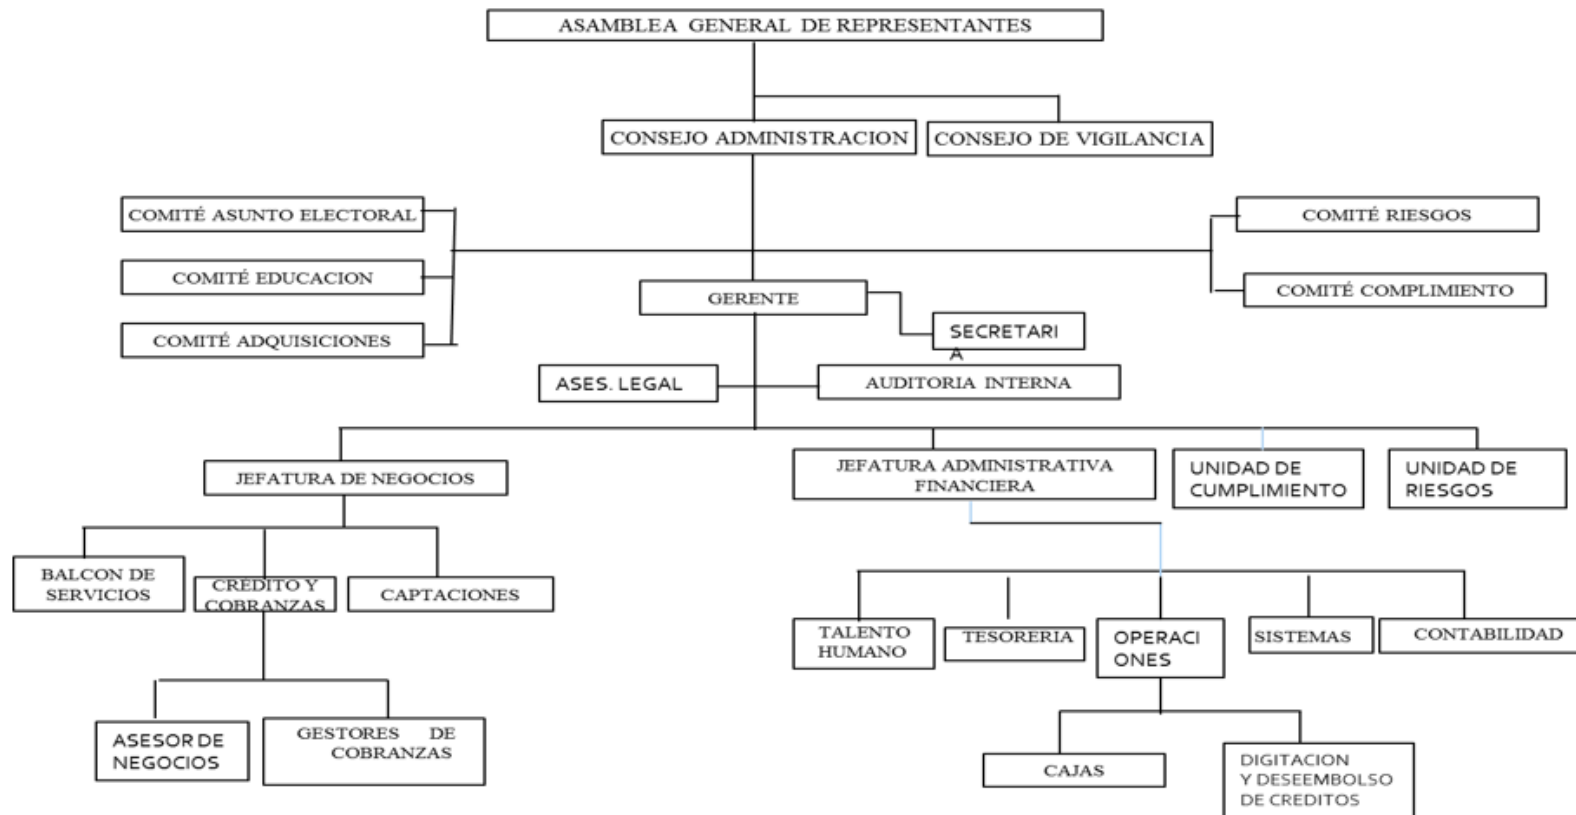 ASAMBLEA GENERAL DE REPRESENTANTES
CONSEJO ADMINISTRACION
CONSEJO DE VIGILANCIA
COMITÉ ASUNTO ELECTORAL
COMITÉ RIESGOS
COMITÉ EDUCACION
GERENTE
COMITÉ COMPLIMIENTO
COMITÉ ADQUISICIONES
SECRETARI
A
ASES. LEGAL
AUDITORIA INTERNA
JEFATURA DE NEGOCIOS
JEFATURA ADMINISTRATIVA
FINANCIERA
UNIDAD DE
CUMPLIMIENTO
UNIDAD DE
RIESGOS
BALCON DE
SERVICIOS
CREDITO Y
COBRANZAS
CAPTACIONES
TALENTO
HUMANO
TESORERIA
OPERACI
ONES
SISTEMAS
CONTABILIDAD
ASESOR DE
NEGOCIOS
GESTORES DE
COBRANZAS
CAJAS
DIGITACION
Y DESEEMBOLSO
DE CREDITOS